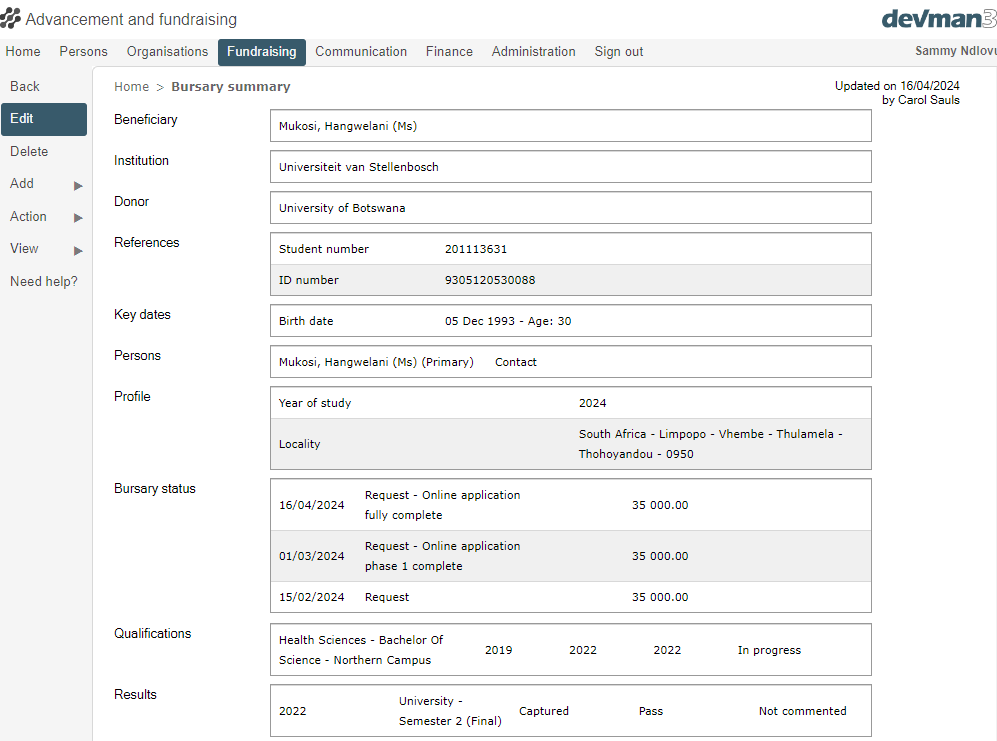 Advancement and fundraising
devman3
Home Persons Organisations Fundraising Communication Finance Administration Sign out Sammy Ndlovu
Back
Edit
Delete
Add
Action
View
Need help?
Home > Bursary summary
Updated on 16/04/2024
by Carol Sauls
Beneficiary
Mukosi, Hangwelani (Ms)
Institution
Universiteit van Stellenbosch
Donor
University of Botswana
References
Student number 201113631
ID number 9305120530088
Key dates
Birth date 05 Dec 1993 - Age: 30
Persons
Mukosi, Hangwelani (Ms) (Primary) Contact
Profile
Year of study 2024
Locality
South Africa - Limpopo - Vhembe - Thulamela -
Thohoyandou - 0950
Bursary status
16/04/2024
Request - Online application
fully complete
35 000.00
01/03/2024
Request - Online application
phase 1 complete
35 000.00
15/02/2024 Request 35 000.00
Qualifications
Health Sciences - Bachelor Of
Science - Northern Campus
2019 2022 2022 In progress
Results
2022
University -
Semester 2 (Final)
Captured Pass Not commented